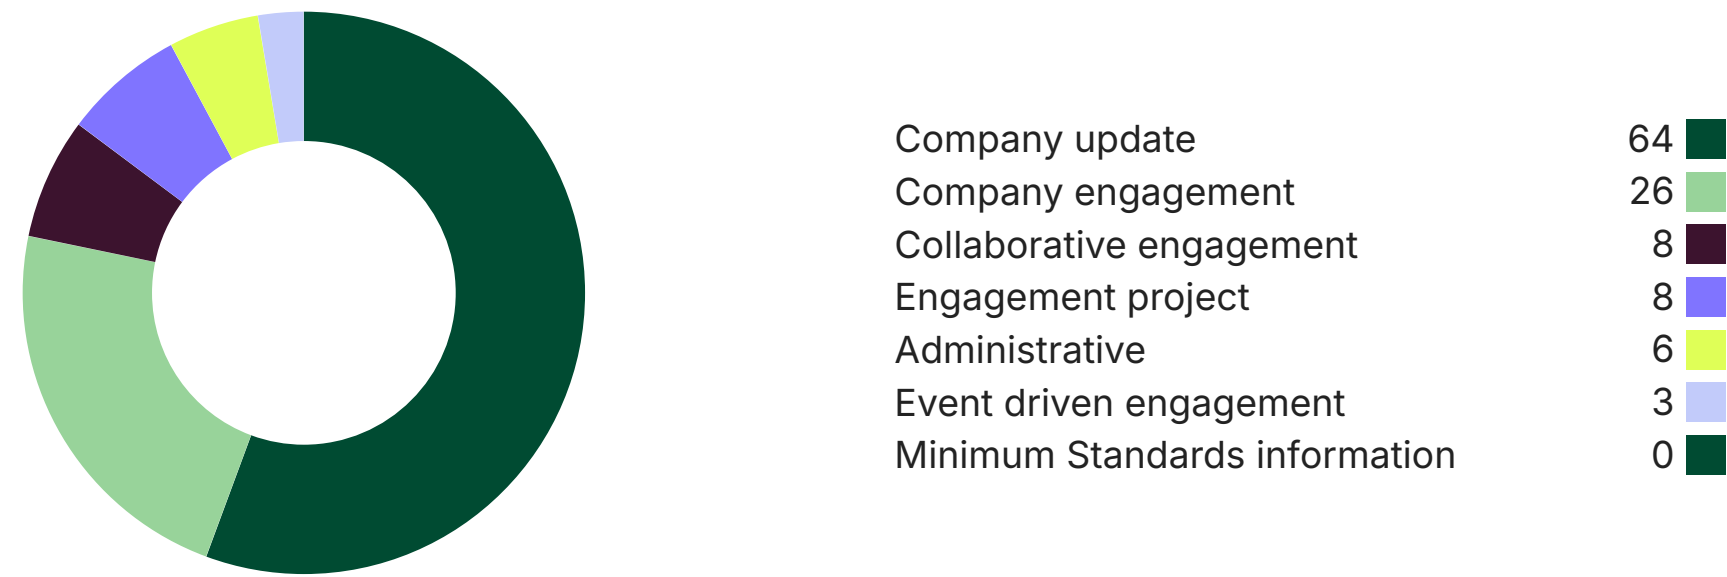 Company update 64
Company engagement 26
Collaborative engagement 8
Engagement project 8
Administrative 6
Event driven engagement 3
Minimum Standards information 0